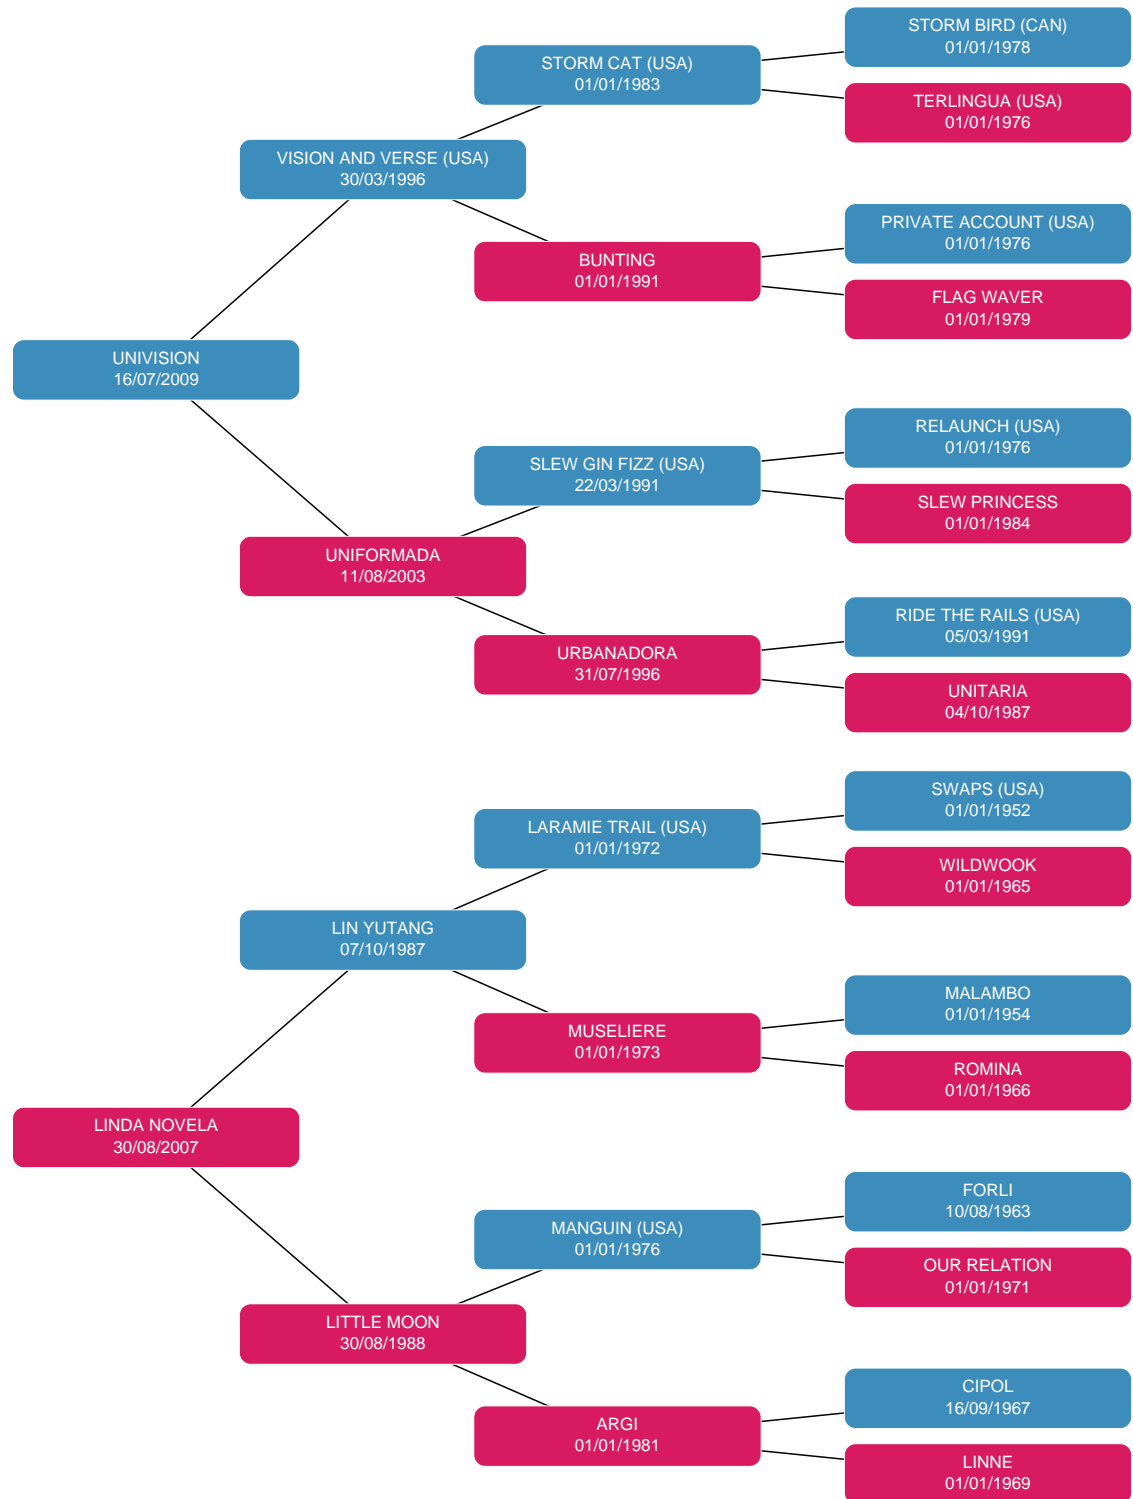 STORM BIRD (CAN)
01/01/1978
STORM CAT (USA)
01/01/1983
TERLINGUA (USA)
01/01/1976
VISION AND VERSE (USA)
30/03/1996
PRIVATE ACCOUNT (USA)
01/01/1976
BUNTING
01/01/1991
FLAG WAVER
01/01/1979
UNIVISION
16/07/2009
RELAUNCH (USA)
01/01/1976
SLEW GIN FIZZ (USA)
22/03/1991
SLEW PRINCESS
01/01/1984
UNIFORMADA
11/08/2003
RIDE THE RAILS (USA)
05/03/1991
URBANADORA
31/07/1996
UNITARIA
04/10/1987
SWAPS (USA)
01/01/1952
LARAMIE TRAIL (USA)
01/01/1972
WILDWOOK
01/01/1965
LIN YUTANG
07/10/1987
MALAMBO
01/01/1954
MUSELIERE
01/01/1973
ROMINA
01/01/1966
LINDA NOVELA
30/08/2007
FORLI
10/08/1963
MANGUIN (USA)
01/01/1976
OUR RELATION
01/01/1971
LITTLE MOON
30/08/1988
CIPOL
16/09/1967
ARGI
01/01/1981
LINNE
01/01/1969